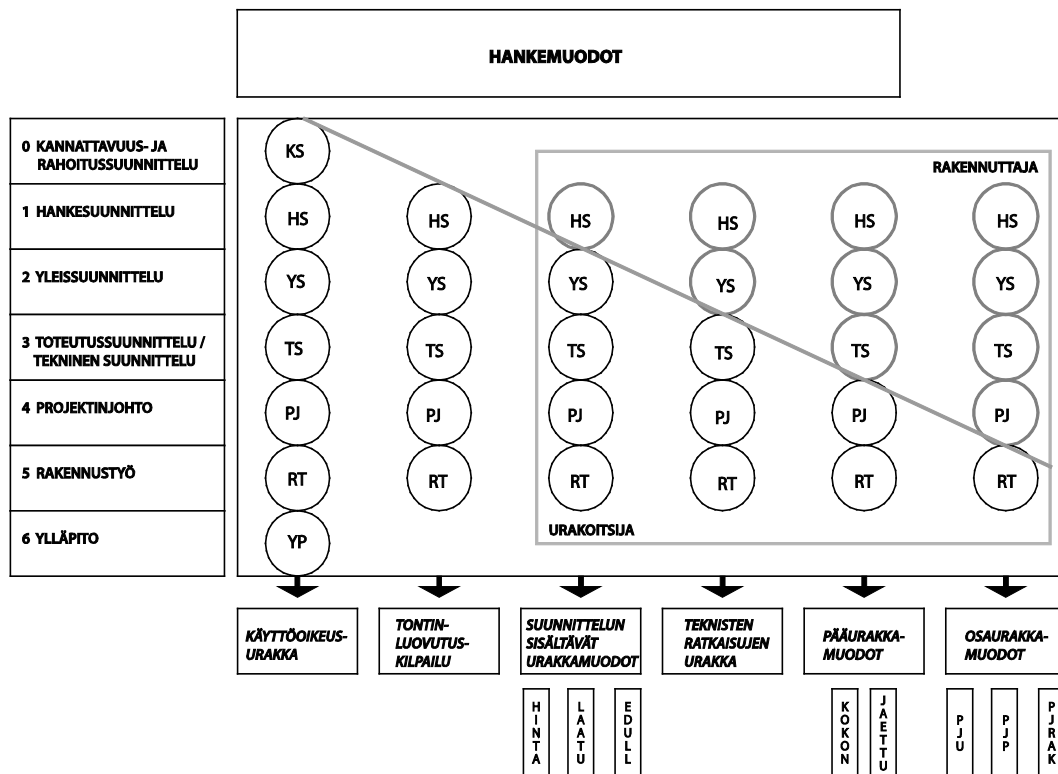 HANKEMUODOT
0 KANNATTAVUUS- JA
RAHOITUSSUUNNITTELU
KS
RAKENNUTTAJA
1 HANKESUUNNITTELU
HS HS HS HS HS HS
2 YLEISSUUNNITTELU
YS YS YS YS YS YS
3 TOTEUTUSSUUNNITTELU /
TEKNINEN SUUNNITTELU
TS TS TS TS TS TS
4 PROJEKTINJOHTO
PJ PJ PJ PJ PJ PJ
5 RAKENNUSTYÖ
RT RT RT RT RT RT
URAKOITSIJA
6 YLLÄPITO
YP
KÄYTTÖOIKEUS-
URAKKA
TONTIN-
LUOVUTUS-
KILPAILU
SUUNNITTELUN
SISÄLTÄVÄT
URAKKAMUODOT
TEKNISTEN
RATKAISUJEN
URAKKA
PÄÄURAKKA-
MUODOT
OSAURAKKA-
MUODOT
HINTA
LAATU
EDULL
KOKON
JAETTU
PJU
PJP
PJRAK